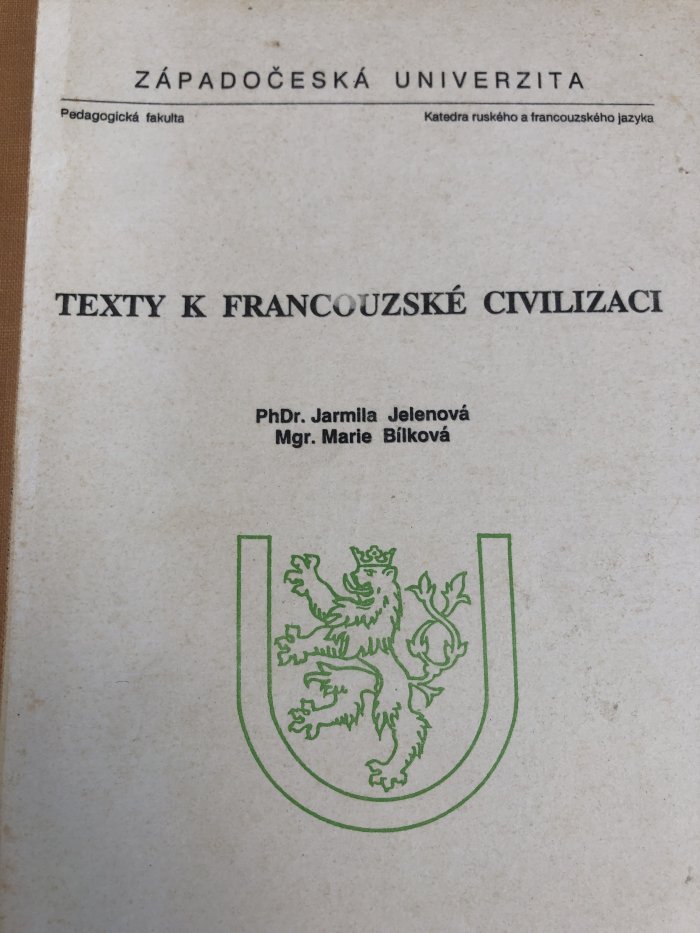 ZÁPADOČESKÁ UNIVERZITA
Pedagogická fakulta Katedra ruského a francouzského jazyka
TEXTY K FRANCOUZSKÉ CIVILIZACI
PhDr. Jarmila Jelenová
Mgr. Marie Bílková